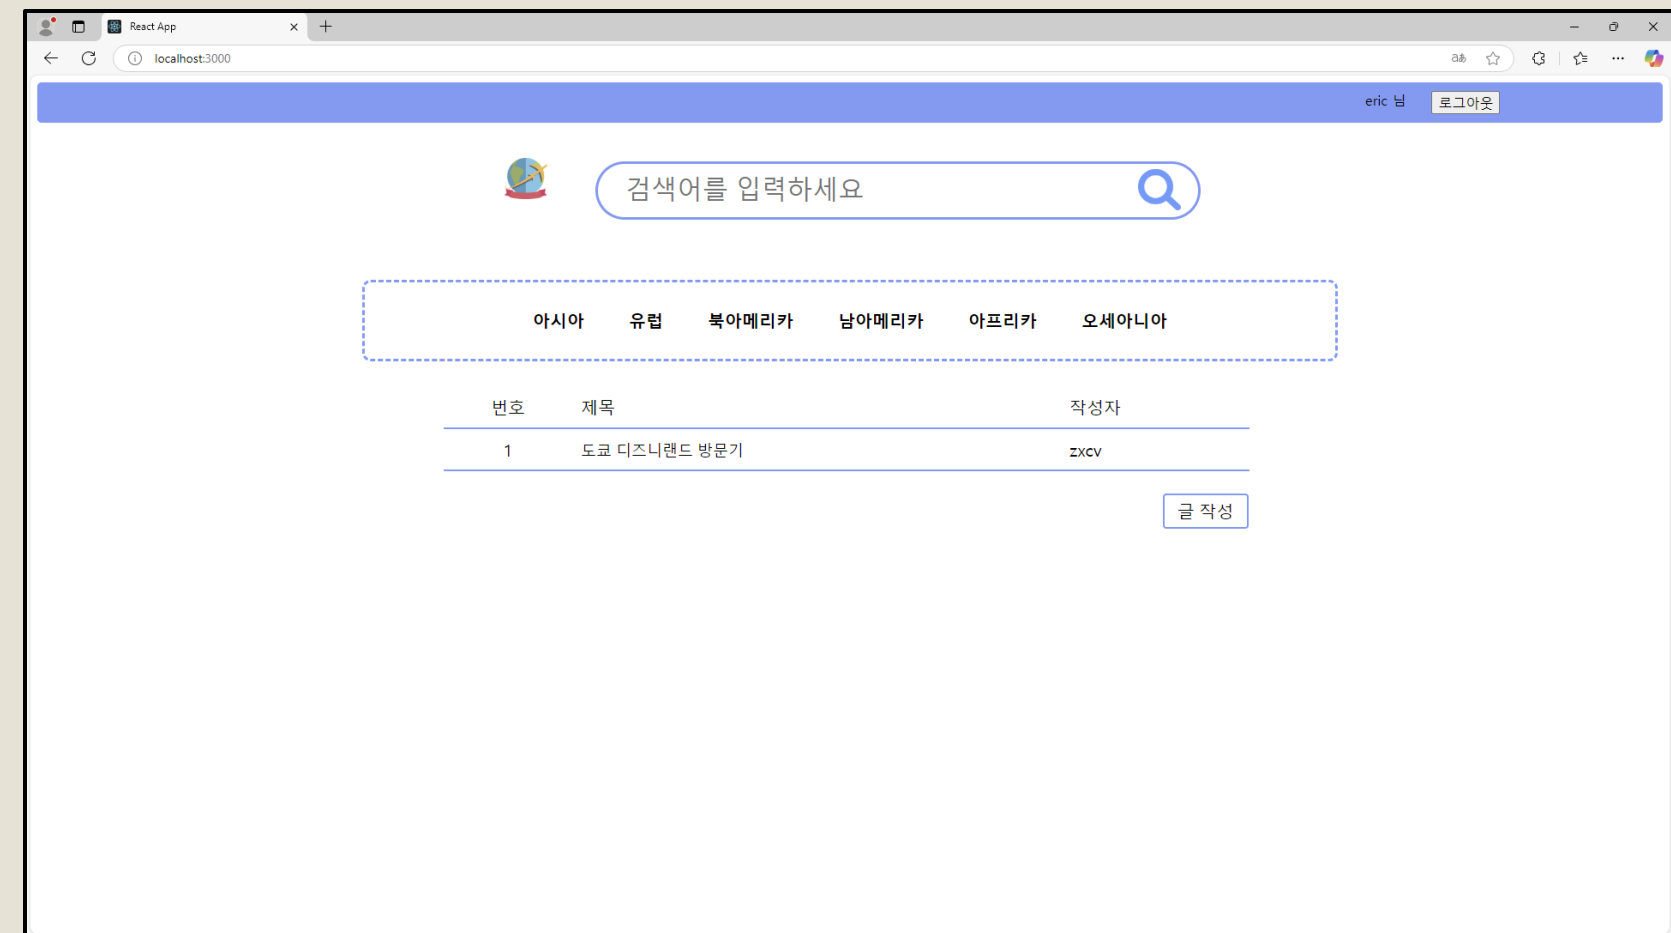 React App
localhost:3000
eric 님 로그아웃
검색어를 입력하세요
아시아 유럽 북아메리카 남아메리카 아프리카 오세아니아
번호 제목 작성자
1 도쿄 디즈니랜드 방문기 zxcv
글 작성